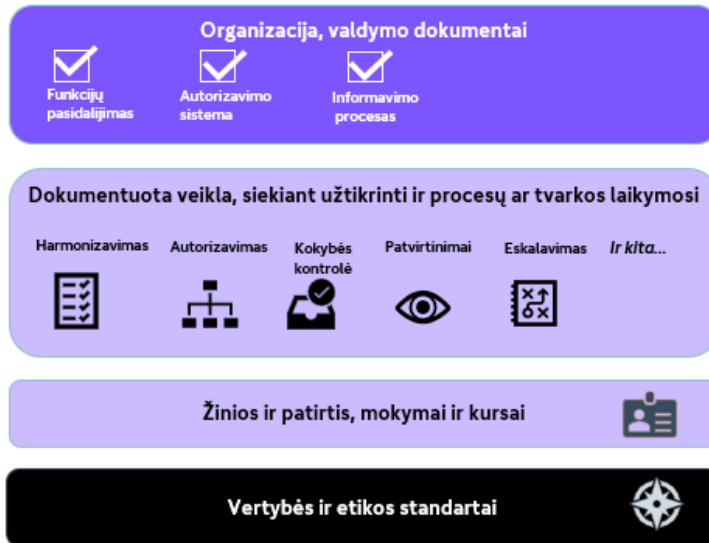 Organizacija, valdymo dokumentai
Funkcijų
pasidalijimas
Autorizavimo
sistema
Informavimo
procesas
Dokumentuota veikla, siekiant užtikrinti ir procesų ar tvarkos laikymosi
Harmonizavimas
Autorizavimas
Kokybės
kontrolė
Patvirtinimai
Eskalavimas
Ir kita...
Žinios ir patirtis, mokymai ir kursai
Vertybės ir etikos standartai